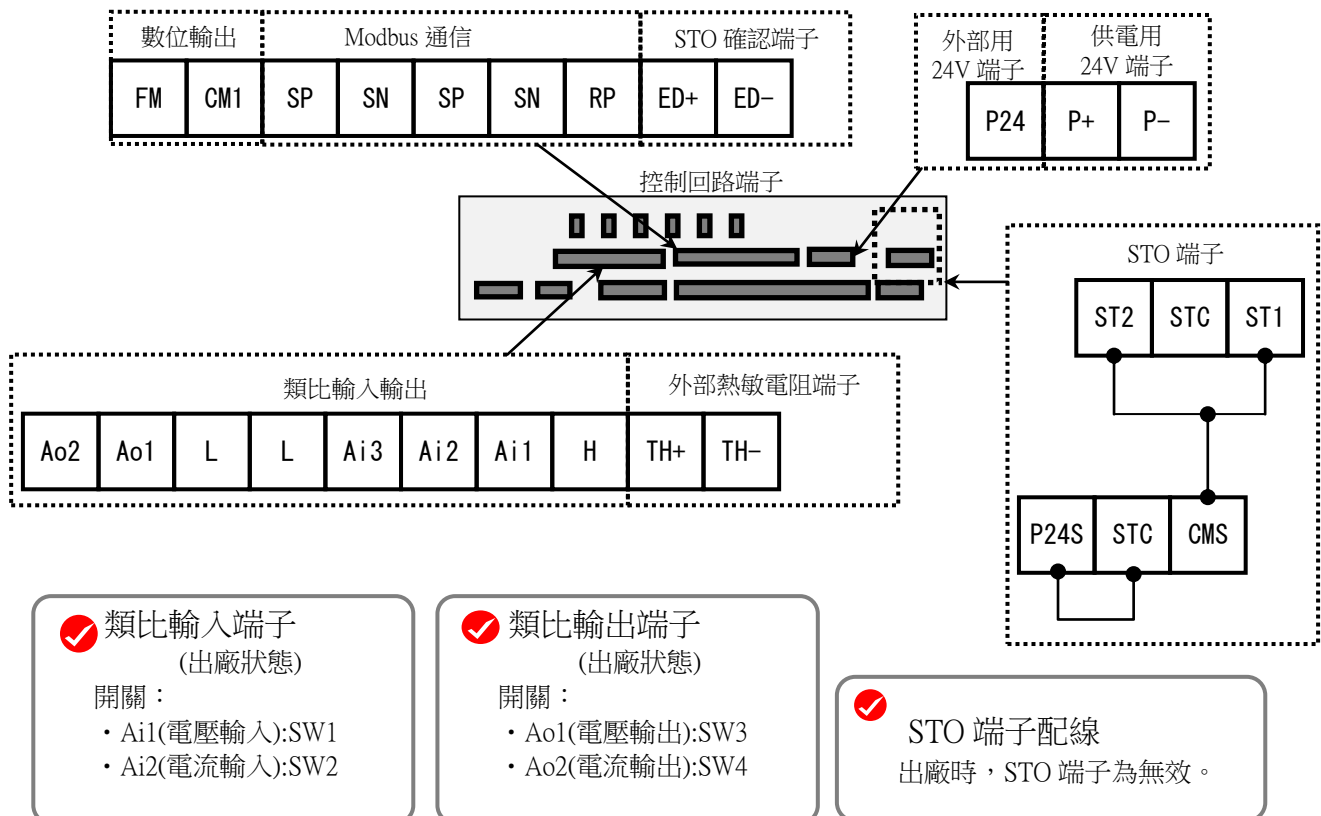 數位輸出 Modbus 通信 STO 確認端子
FM CM1 SP SN SP SN RP ED+ ED−
外部用
24V 端子
供電用
24V 端子
P24 P+ P−
控制回路端子
STO 端子
ST2 STC ST1
P24S STC CMS
類比輸入輸出 外部熱敏電阻端子
Ao2 Ao1 L L Ai3 Ai2 Ai1 H TH+ TH−
類比輸入端子
(出廠狀態)
開關：
・Ai1(電壓輸入):SW1
・Ai2(電流輸入):SW2
類比輸出端子
(出廠狀態)
開關：
・Ao1(電壓輸出):SW3
・Ao2(電流輸出):SW4
STO 端子配線
出廠時，STO 端子為無效。